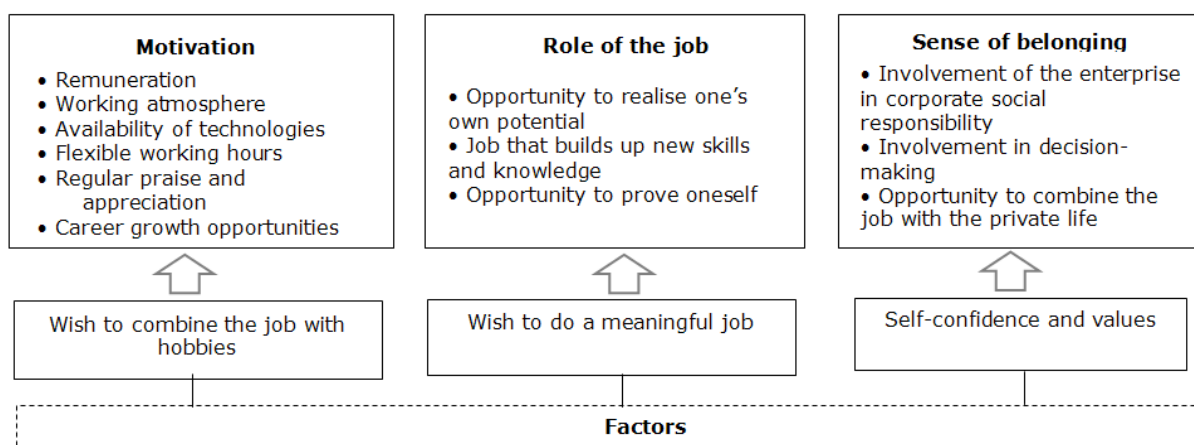 Motivation
• Remuneration
• Working atmosphere
• Availability of technologies
• Flexible working hours
• Regular praise and
appreciation
• Career growth opportunities
Role of the job
• Opportunity to realise one’s
own potential
• Job that builds up new skills
and knowledge
• Opportunity to prove oneself
Sense of belonging
• Involvement of the enterprise
in corporate social
responsibility
• Involvement in decision-
making
• Opportunity to combine the
job with the private life
Wish to combine the job with
hobbies
Wish to do a meaningful job
Self-confidence and values
Factors